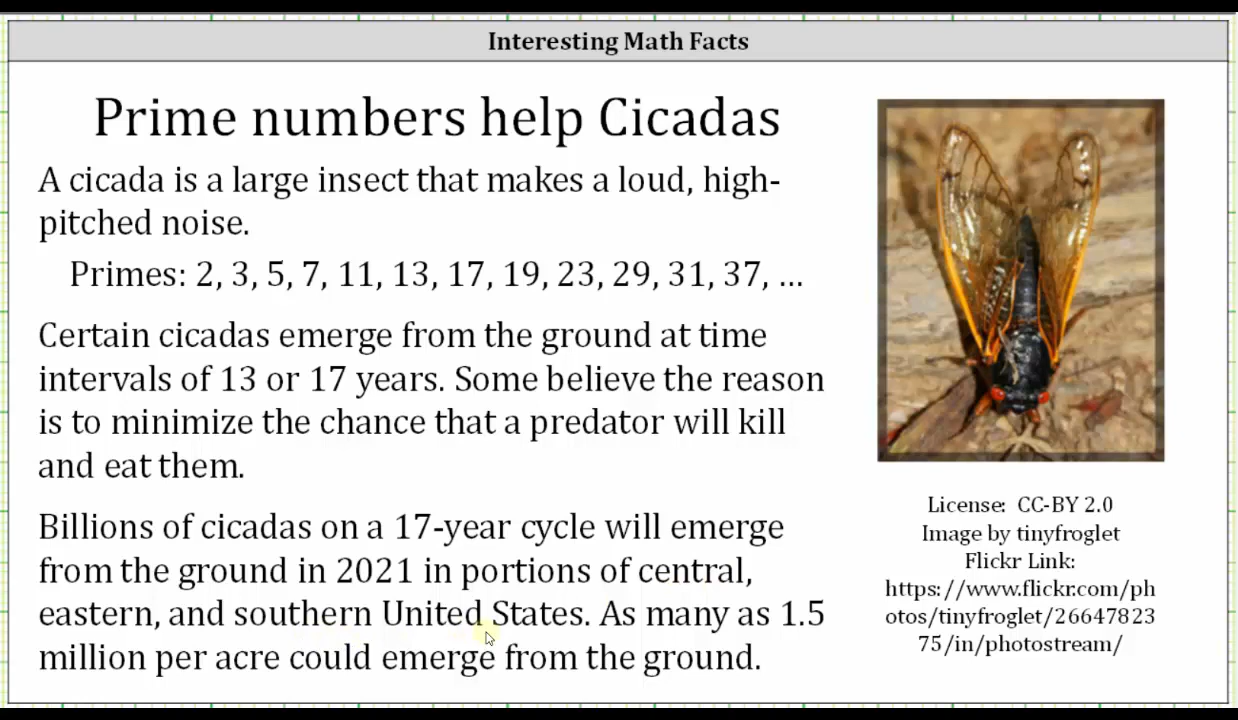 Interesting Math Facts
Prime numbers help Cicadas
A cicada is a large insect that makes a loud, high-
pitched noise.
Primes: 2, 3, 5, 7, 11, 13, 17, 19, 23, 29, 31, 37, ...
Certain cicadas emerge from the ground at time
intervals of 13 or 17 years. Some believe the reason
is to minimize the chance that a predator will kill
and eat them.
Billions of cicadas on a 17-year cycle will emerge
from the ground in 2021 in portions of central,
eastern, and southern United States. As many as 1.5
million per acre could emerge from the ground.
License: CC-BY 2.0
Image by tinyfroglet
Flickr Link:
https://www.flickr.com/ph
otos/tinyfroglet/26647823
75/in/photostream/